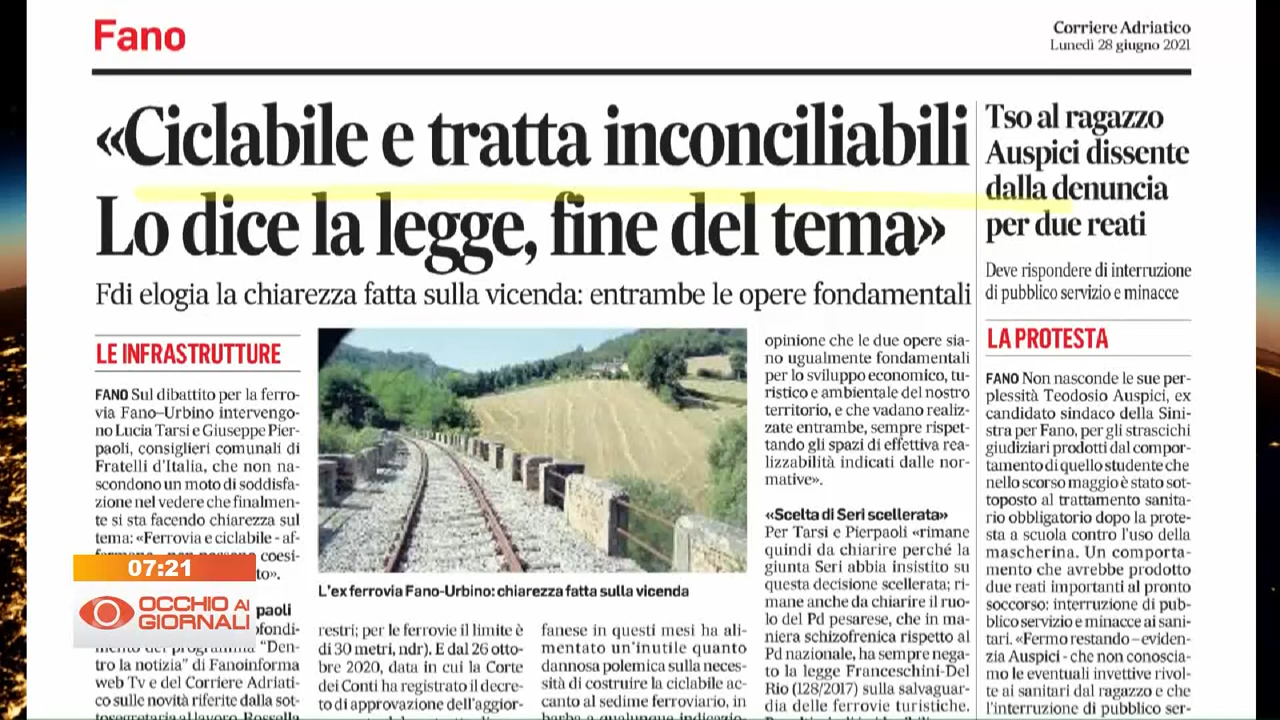 Fano
Corriere Adriatico
Lunedì 28 giugno 2021
«Ciclabile e tratta inconciliabili
Lo dice la legge, fine del tema»
Fdi elogia la chiarezza fatta sulla vicenda: entrambe le opere fondamentali
LE INFRASTRUTTURE
FANO Sul dibattito per la ferro-
via Fano-Urbino intervengo-
no Lucia Tarsi e Giuseppe Pier-
paoli, consiglieri comunali di
Fratelli d'Italia, che non na-
scondono un moto di soddisfa-
zione nel vedere che finalmen-
te si sta facendo chiarezza sul
tema: «Ferrovia e ciclabile - af-
coesi-
to».
paoli
ofondi-
"Den-
tro la notizia" di Fanoinforma
web Tv e del Corriere Adriati-
co sulle novità riferite dalla sot-
tosegretaria al lavoro Rossella
L'ex ferrovia Fano-Urbino: chiarezza fatta sulla vicenda
restri; per le ferrovie il limite è
di 30 metri, ndr). E dal 26 otto-
bre 2020, data in cui la Corte
dei Conti ha registrato il decre-
to di approvazione dell'aggior-
fanese in questi mesi ha ali-
mentato un'inutile quanto
dannosa polemica sulla neces-
sità di costruire la ciclabile ac-
canto al sedime ferroviario, in
barba a qualunque indicazio-
opinione che le due opere sia-
no ugualmente fondamentali
per lo sviluppo economico, tu-
ristico e ambientale del nostro
territorio, e che vadano realiz-
zate entrambe, sempre rispet-
tando gli spazi di effettiva rea-
lizzabilità indicati dalle nor-
mative».
«Scelta di Seri scellerata»
Per Tarsi e Pierpaoli «rimane
quindi da chiarire perché la
giunta Seri abbia insistito su
questa decisione scellerata; ri-
mane anche da chiarire il ruo-
lo del Pd pesarese, che in ma-
niera schizofrenica rispetto al
Pd nazionale, ha sempre nega-
to la legge Franceschini-Del
Rio (128/2017) sulla salvaguar-
dia delle ferrovie turistiche.
Tso al ragazzo
Auspici dissente
dalla denuncia
per due reati
Deve rispondere di interruzione
di pubblico servizio e minacce
LA PROTESTA
FANO Non nasconde le sue per-
plessità Teodosio Auspici, ex
candidato sindaco della Sini-
stra per Fano, per gli strascichi
giudiziari prodotti dal compor-
tamento di quello studente che
nello scorso maggio è stato sot-
toposto al trattamento sanita-
rio obbligatorio dopo la prote-
sta a scuola contro l'uso della
mascherina. Un comporta-
mento che avrebbe prodotto
due reati importanti al pronto
soccorso: interruzione di pub-
blico servizio e minacce ai sani-
tari. «Fermo restando – eviden-
zia Auspici - che non conoscia-
mo le eventuali invettive rivol-
te ai sanitari dal ragazzo e che
l'interruzione di pubblico ser-
07:21
OCCHIO AI
GIORNALI